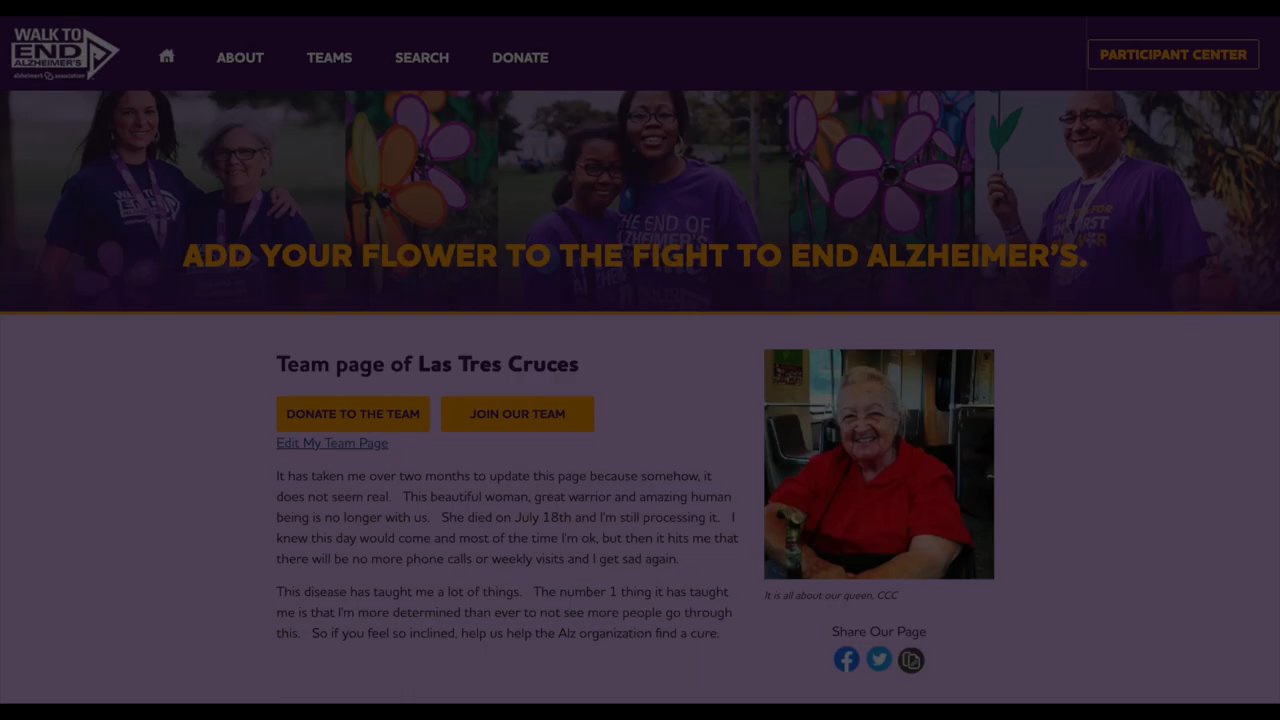 WALK TO
END
ALZHEIMER'S
alzheimer's association
ABOUT
TEAMS
SEARCH
DONATE
PARTICIPANT CENTER
WALK TO
END
THE END OF
ALZHEIMER'S
ADD YOUR FLOWER TO THE FIGHT TO END ALZHEIMER'S.
Team page of Las Tres Cruces
DONATE TO THE TEAM
JOIN OUR TEAM
Edit My Team Page
It has taken me over two months to update this page because somehow, it
does not seem real. This beautiful woman, great warrior and amazing human
being is no longer with us. She died on July 18th and I'm still processing it. I
knew this day would come and most of the time I'm ok, but then it hits me that
there will be no more phone calls or weekly visits and I get sad again.
This disease has taught me a lot of things. The number 1 thing it has taught
me is that I'm more determined than ever to not see more people go through
this. So if you feel so inclined, help us help the Alz organization find a cure.
It is all about our queen, CCC
Share Our Page